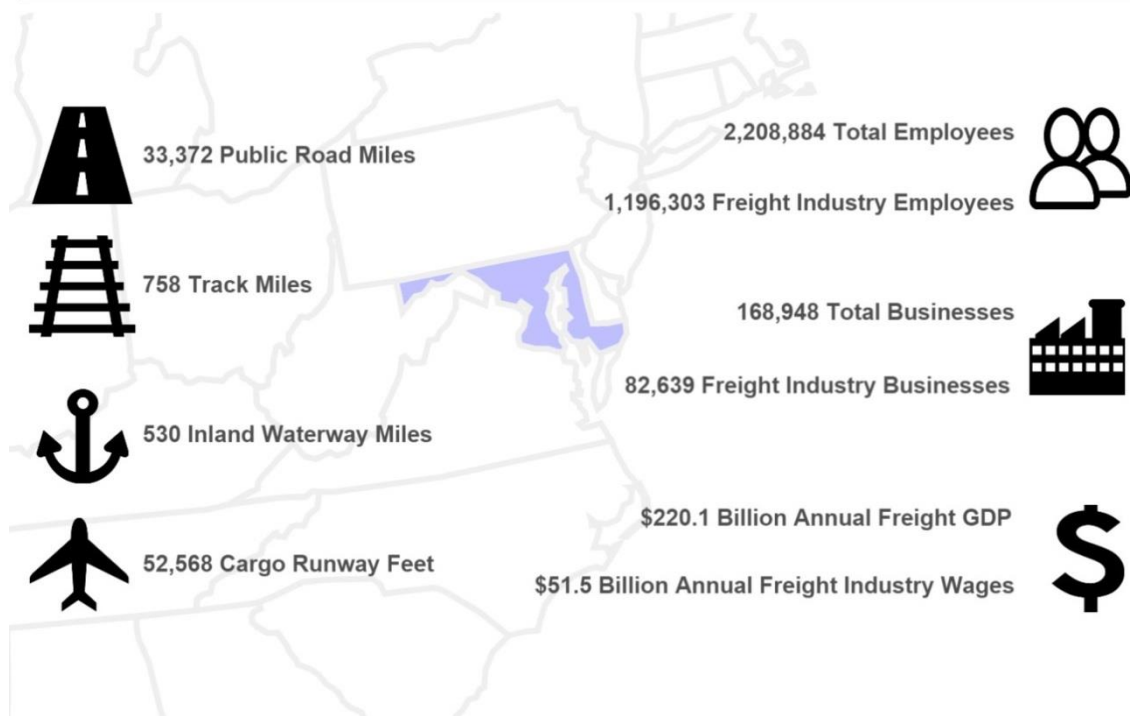 33,372 Public Road Miles
758 Track Miles
530 Inland Waterway Miles
52,568 Cargo Runway Feet
2,208,884 Total Employees
1,196,303 Freight Industry Employees
168,948 Total Businesses
82,639 Freight Industry Businesses
$220.1 Billion Annual Freight GDP
$51.5 Billion Annual Freight Industry Wages
$